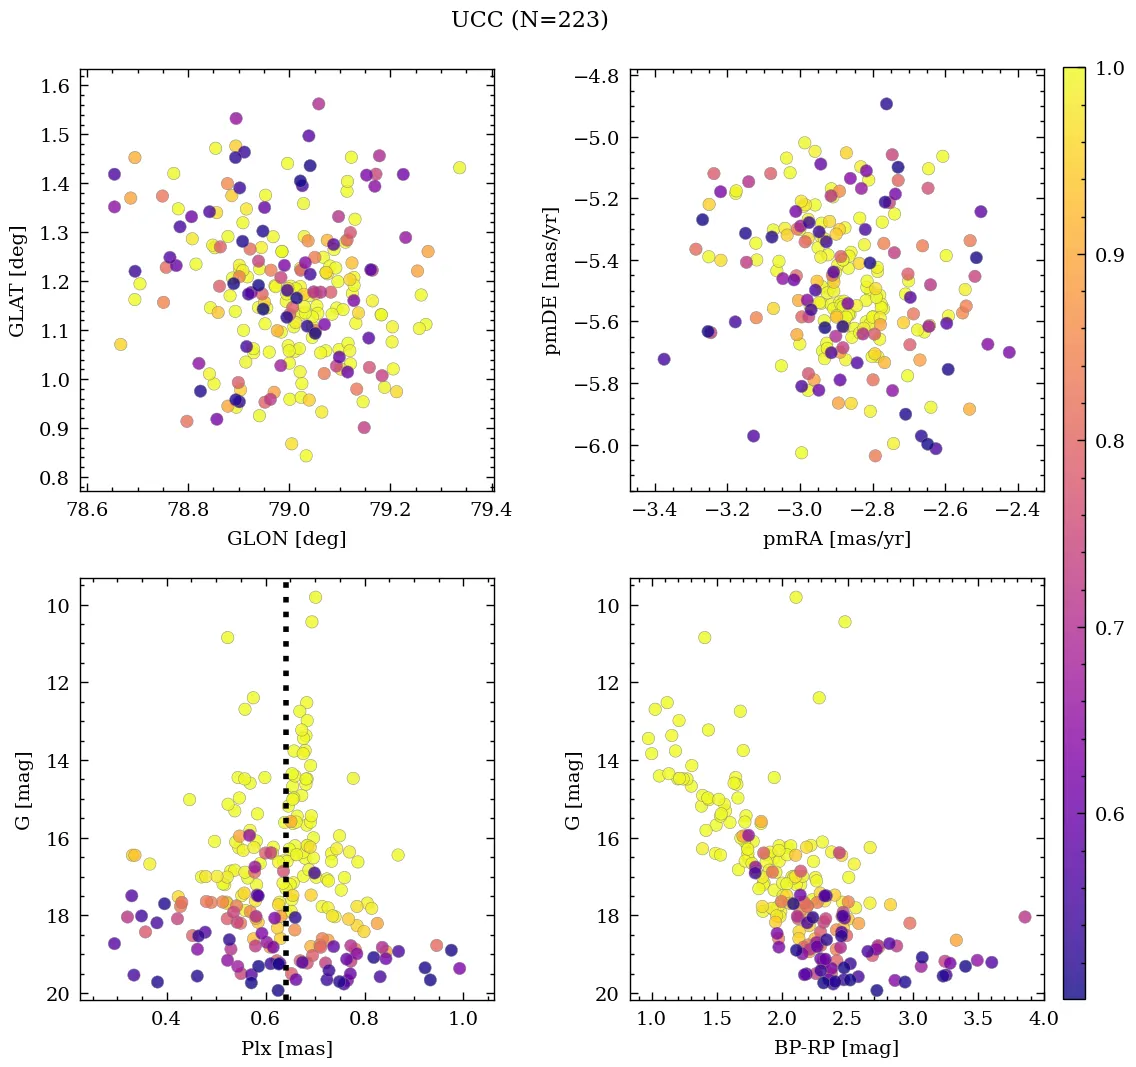 UCC (N=223)
1.6
1.5
1.4
1.3
1.2
1.1
1.0
0.9
0.8
GLAT [deg]
78.6 78.8 79.0 79.2 79.4
GLON [deg]
−4.8
−5.0
−5.2
−5.4
−5.6
−5.8
−6.0
pmDE [mas/yr]
−3.4 −3.2 −3.0 −2.8 −2.6 −2.4
pmRA [mas/yr]
1.0
0.9
0.8
0.7
0.6
10
12
14
16
18
20
G [mag]
0.4 0.6 0.8 1.0
Plx [mas]
10
12
14
16
18
20
G [mag]
1.0 1.5 2.0 2.5 3.0 3.5 4.0
BP-RP [mag]